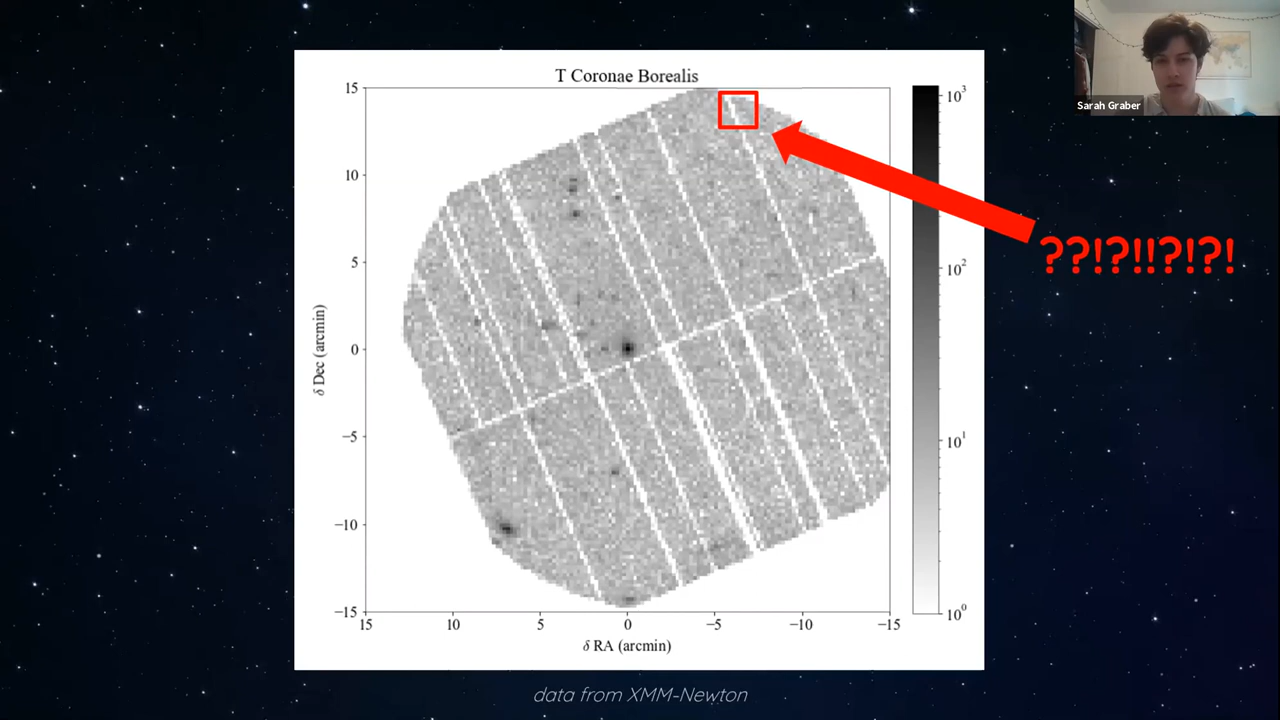 Sarah Graber
T Coronae Borealis
15
10
5
0
−5
−10
−15
δ Dec (arcmin)
15 10 5 0 −5 −10 −15
δ RA (arcmin)
10³
10²
10¹
10⁰
??!?!!?!?!
data from XMM-Newton